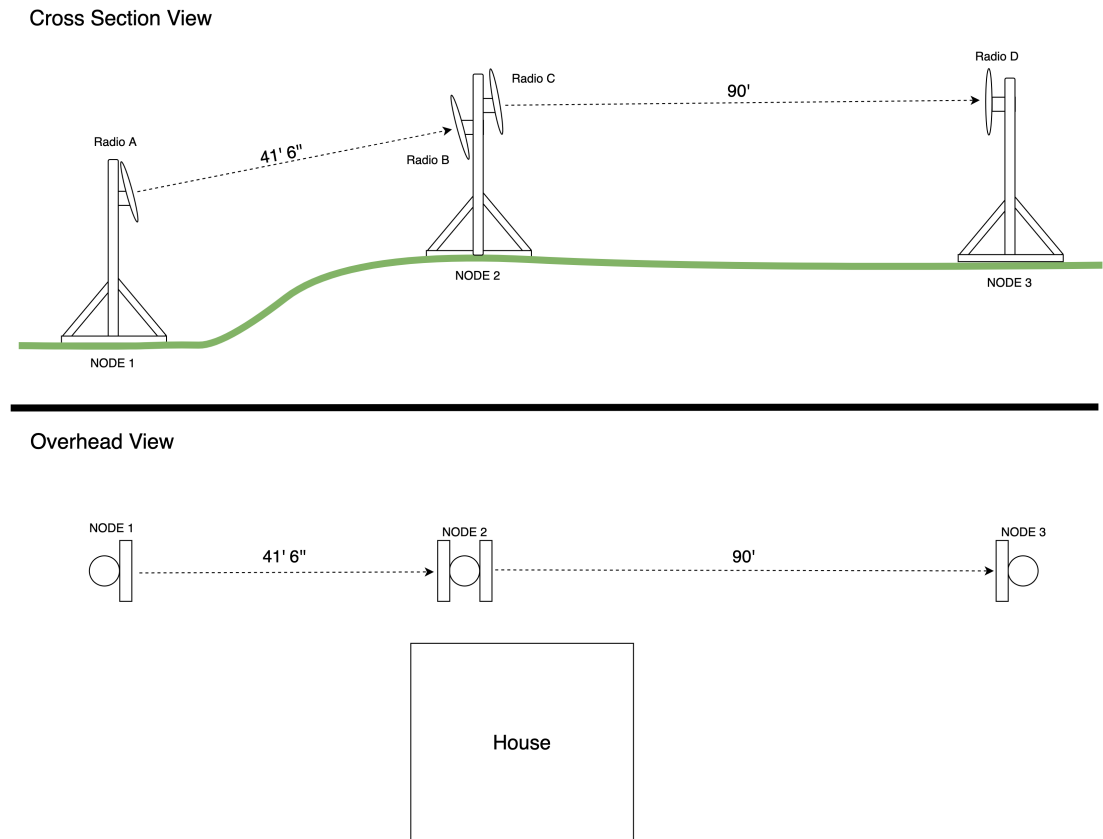 Cross Section View
Radio D
Radio C
90'
Radio A
41' 6"
Radio B
NODE 2
NODE 3
NODE 1
Overhead View
NODE 1
NODE 2
NODE 3
41' 6"
90'
House